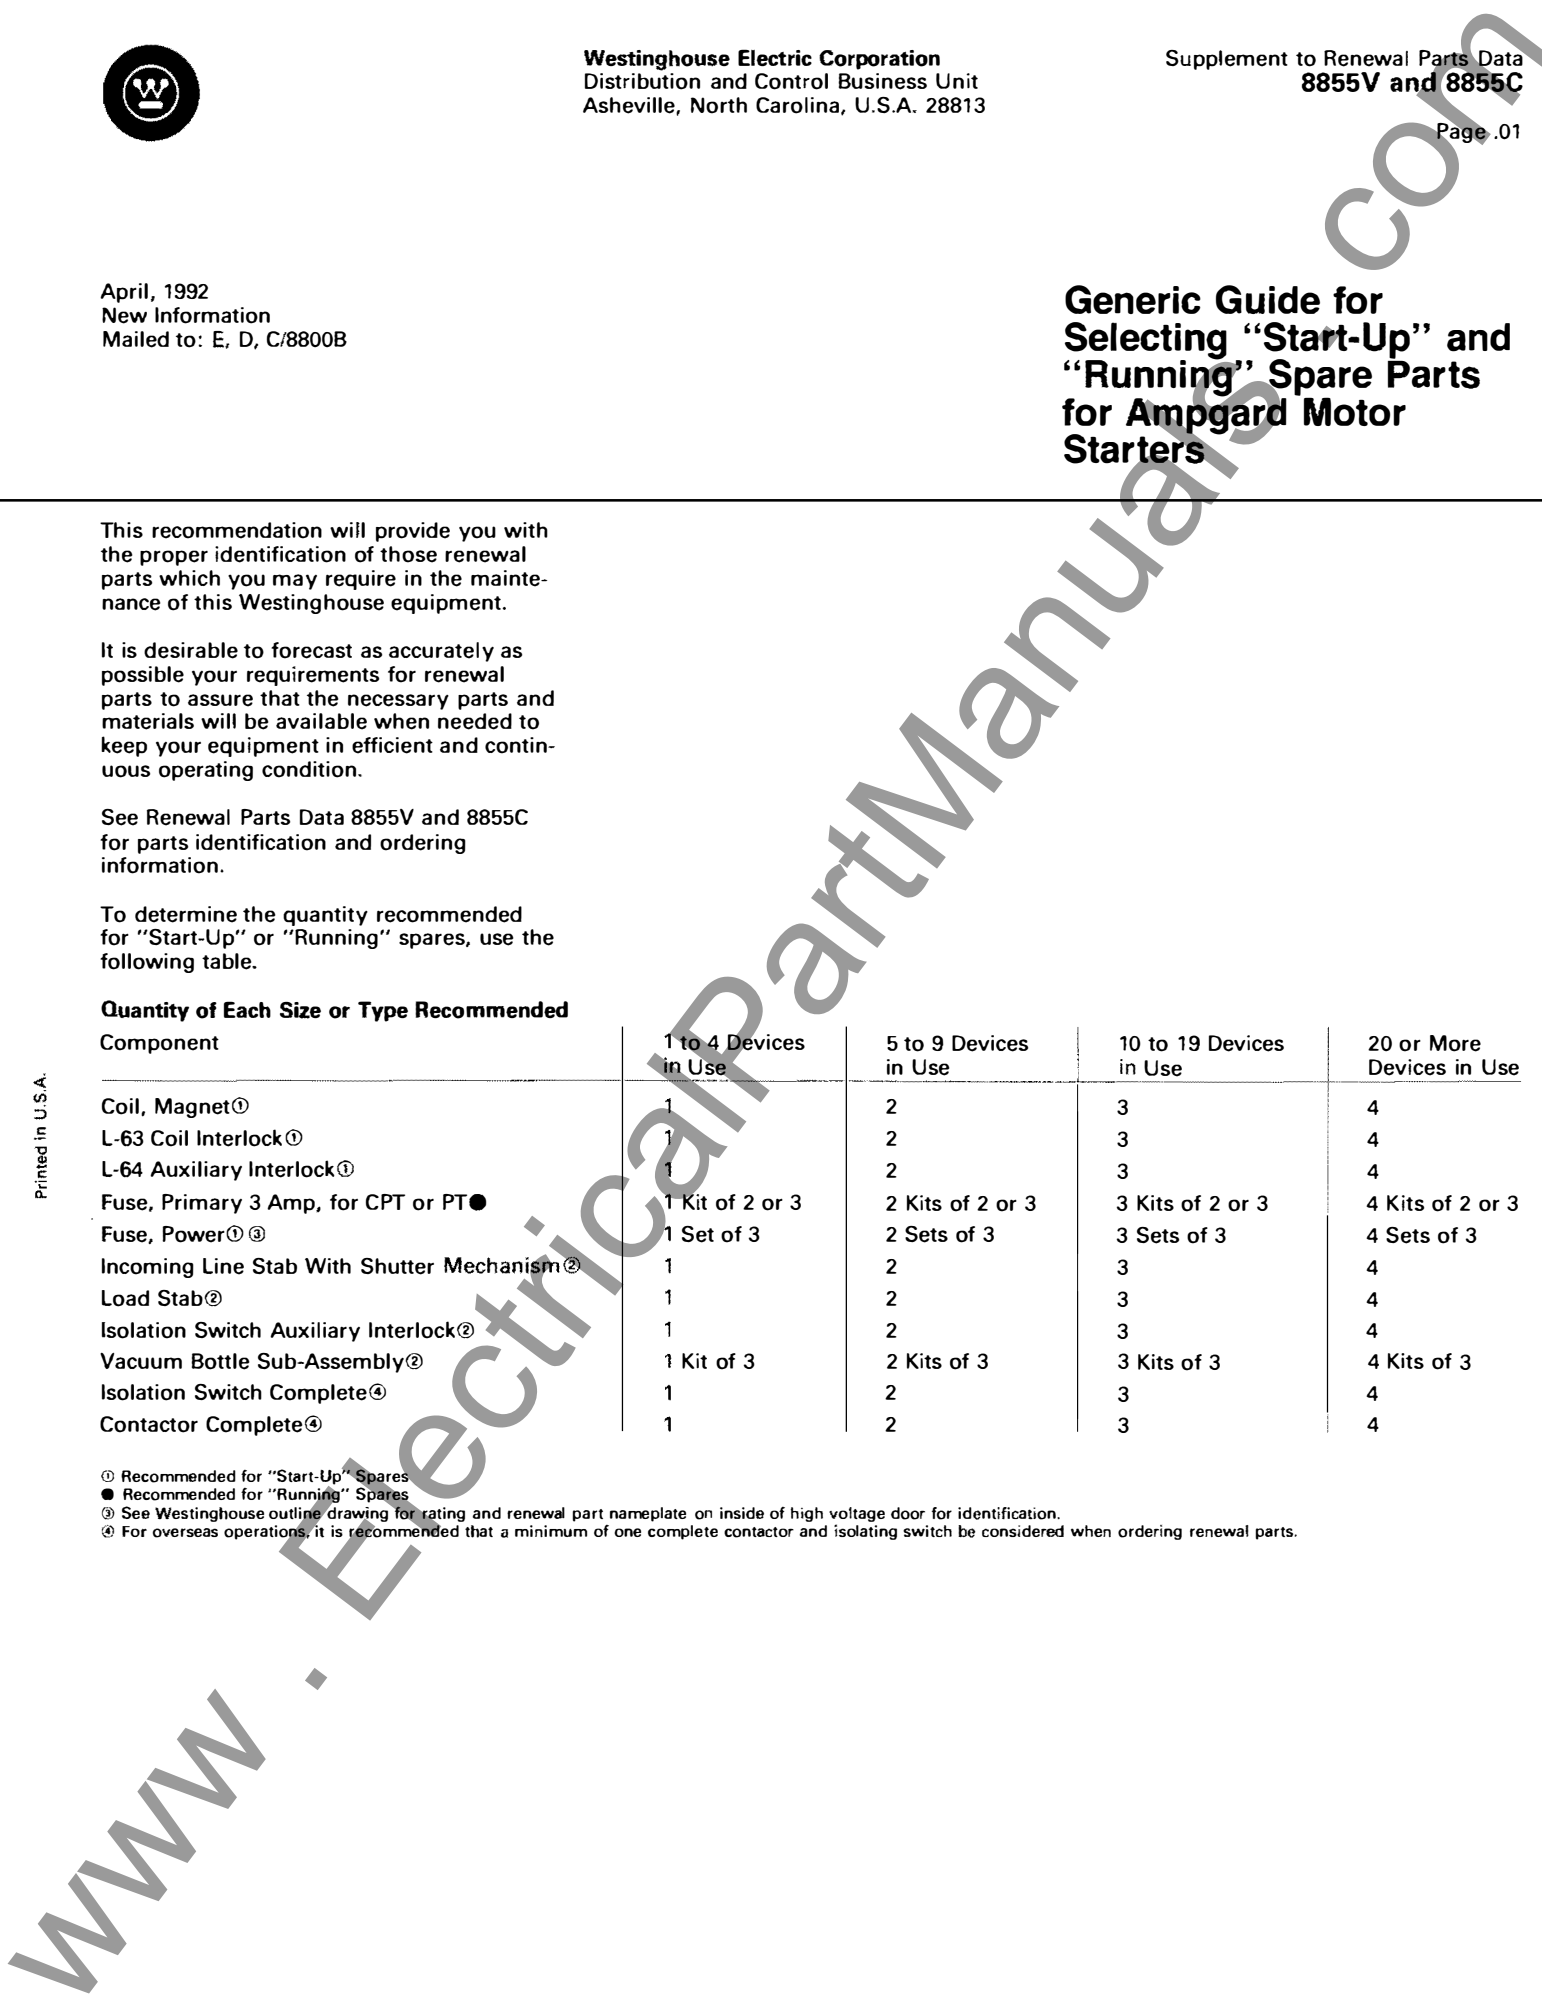 Westinghouse Electric Corporation
Distribution and Control Business Unit
Asheville, North Carolina, U.S.A. 28813
Supplement to Renewal Parts Data
8855V and 8855C
Page .01
April, 1992
New Information
Mailed to: E, D, C/8800B
Generic Guide for
Selecting "Start-Up" and
"Running" Spare Parts
for Ampgard Motor
Starters
This recommendation will provide you with
the proper identification of those renewal
parts which you may require in the mainte-
nance of this Westinghouse equipment.
It is desirable to forecast as accurately as
possible your requirements for renewal
parts to assure that the necessary parts and
materials will be available when needed to
keep your equipment in efficient and contin-
uous operating condition.
See Renewal Parts Data 8855V and 8855C
for parts identification and ordering
information.
To determine the quantity recommended
for "Start-Up" or "Running" spares, use the
following table.
Quantity of Each Size or Type Recommended
Component 1 to 4 Devices in Use 5 to 9 Devices in Use 10 to 19 Devices in Use 20 or More Devices in Use
Coil, Magnet① 1 2 3 4
L-63 Coil Interlock① 1 2 3 4
L-64 Auxiliary Interlock① 1 2 3 4
Fuse, Primary 3 Amp, for CPT or PT● 1 Kit of 2 or 3 2 Kits of 2 or 3 3 Kits of 2 or 3 4 Kits of 2 or 3
Fuse, Power① ③ 1 Set of 3 2 Sets of 3 3 Sets of 3 4 Sets of 3
Incoming Line Stab With Shutter Mechanism② 1 2 3 4
Load Stab② 1 2 3 4
Isolation Switch Auxiliary Interlock② 1 2 3 4
Vacuum Bottle Sub-Assembly② 1 Kit of 3 2 Kits of 3 3 Kits of 3 4 Kits of 3
Isolation Switch Complete④ 1 2 3 4
Contactor Complete④ 1 2 3 4
① Recommended for "Start-Up" Spares
● Recommended for "Running" Spares
③ See Westinghouse outline drawing for rating and renewal part nameplate on inside of high voltage door for identification.
④ For overseas operations, it is recommended that a minimum of one complete contactor and isolating switch be considered when ordering renewal parts.
Printed in U.S.A.
www . ElectricalPartManuals . com